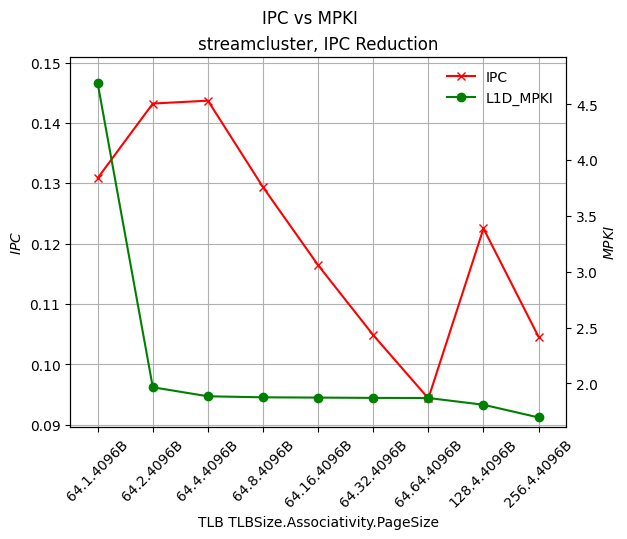 IPC vs MPKI
streamcluster, IPC Reduction
0.15
0.14
0.13
0.12
0.11
0.10
0.09
IPC
IPC
L1D_MPKI
4.5
4.0
3.5
3.0
2.5
2.0
MPKI
64.1.4096B
64.2.4096B
64.4.4096B
64.8.4096B
64.16.4096B
64.32.4096B
64.64.4096B
128.4.4096B
256.4.4096B
TLB TLBSize.Associativity.PageSize